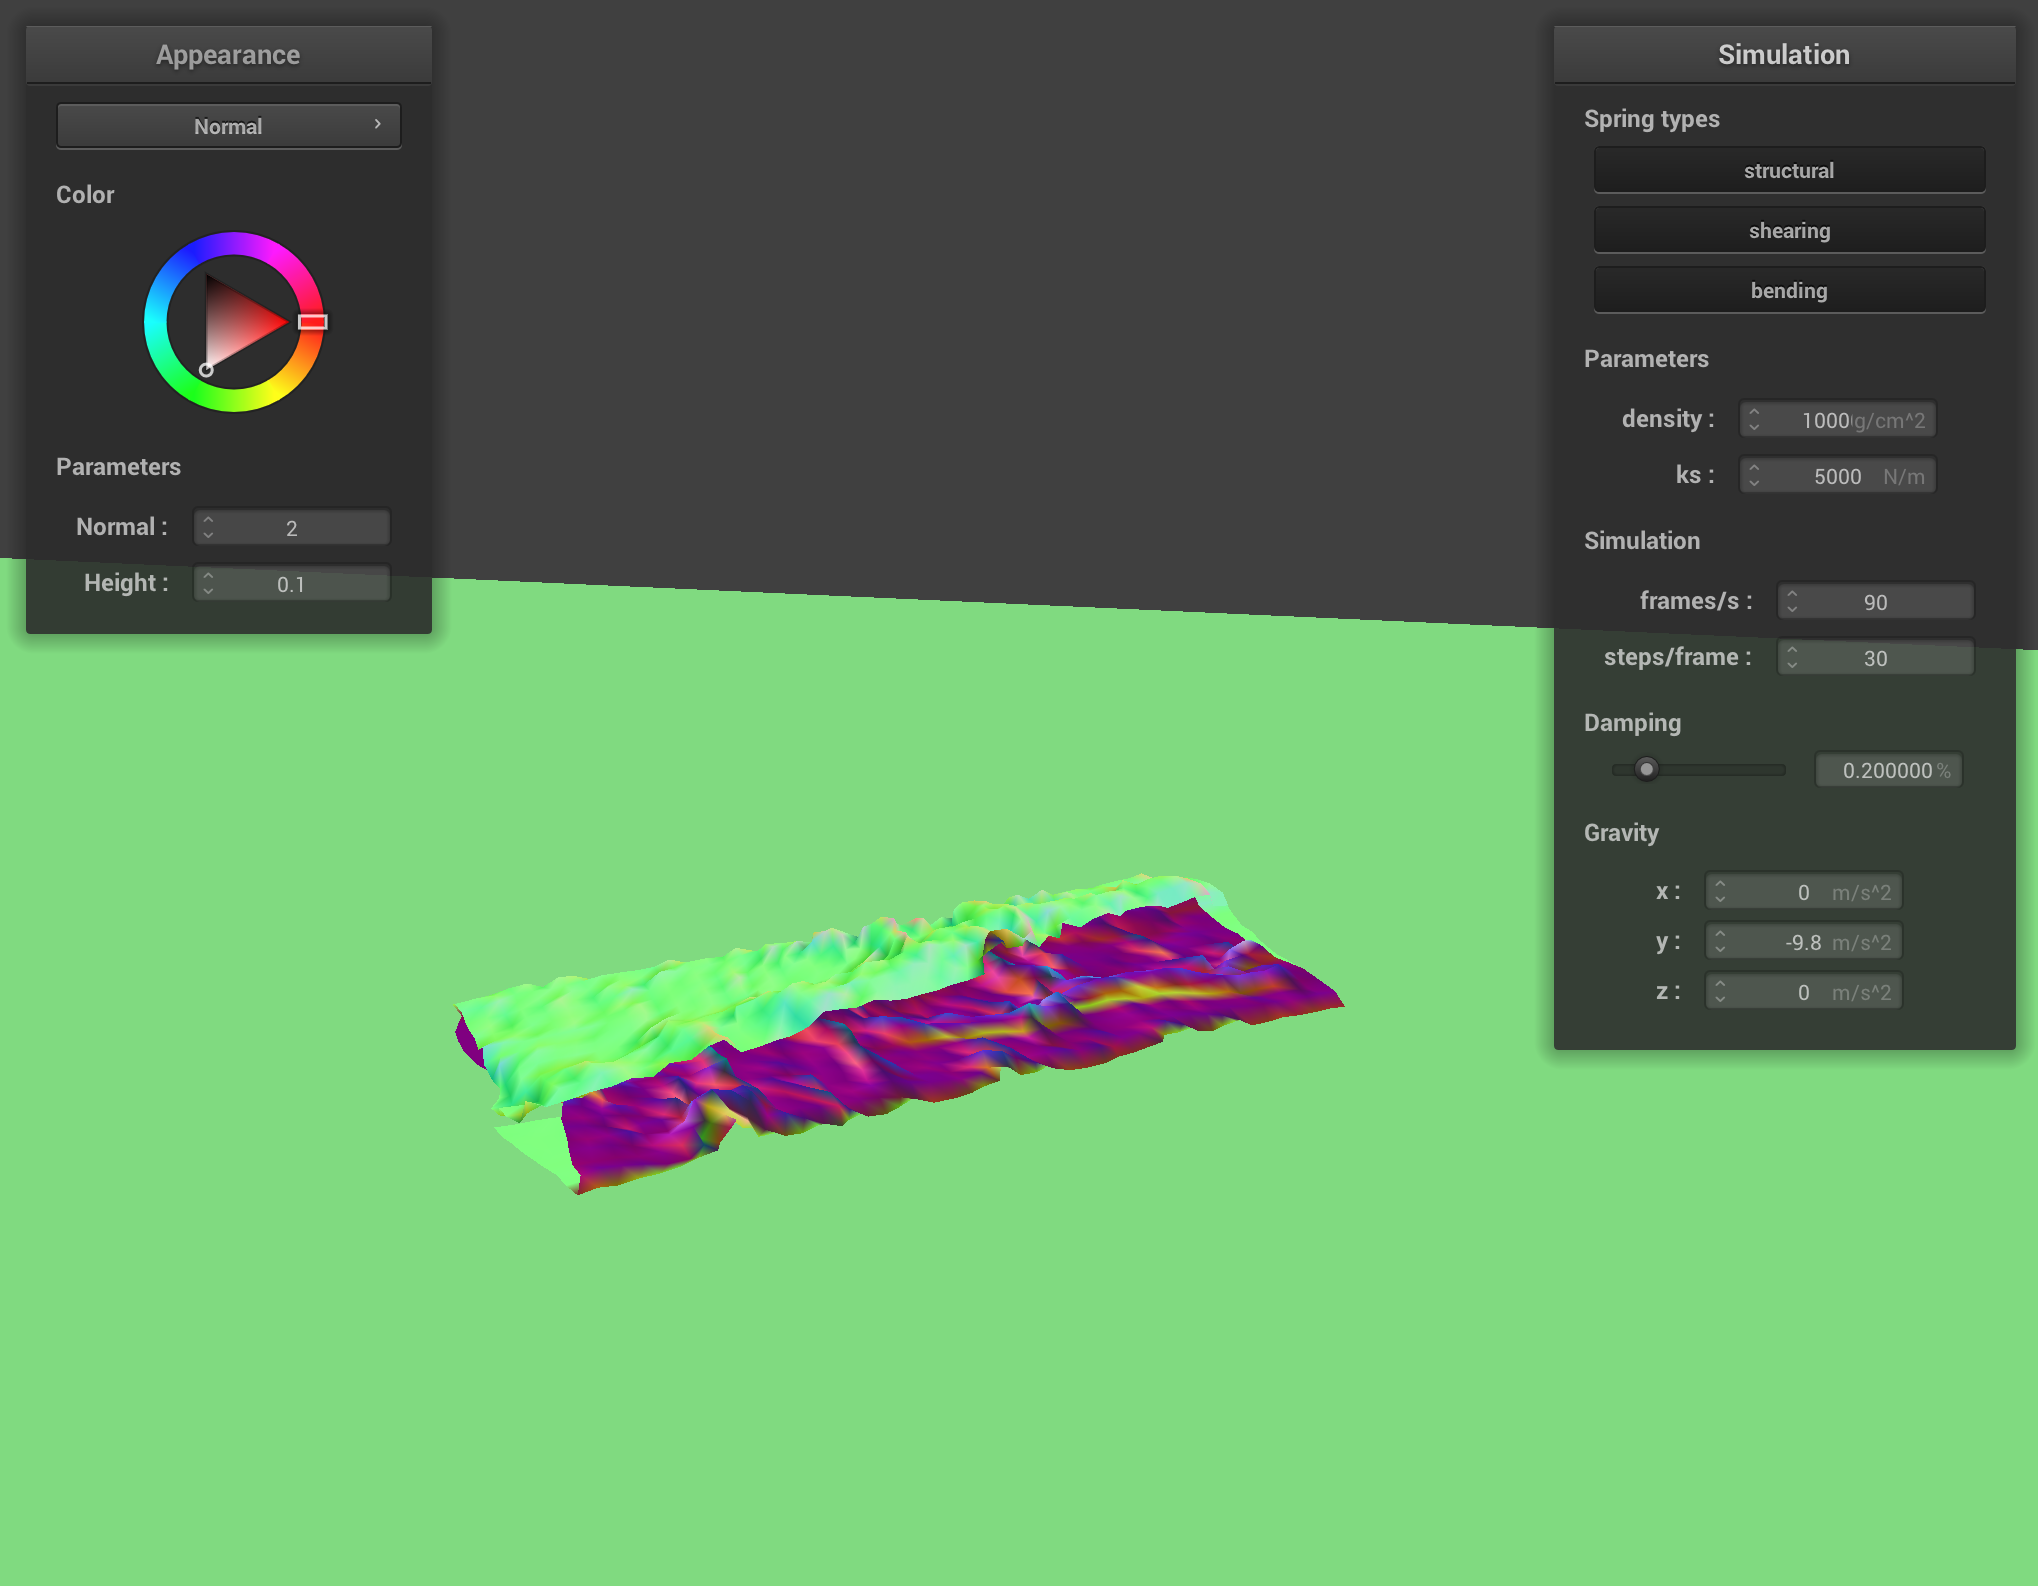 Appearance
Normal
Color
Parameters
Normal : 2
Height : 0.1
Simulation
Spring types
structural
shearing
bending
Parameters
density : 1000 g/cm^2
ks : 5000 N/m
Simulation
frames/s : 90
steps/frame : 30
Damping
0.200000 %
Gravity
x : 0 m/s^2
y : -9.8 m/s^2
z : 0 m/s^2